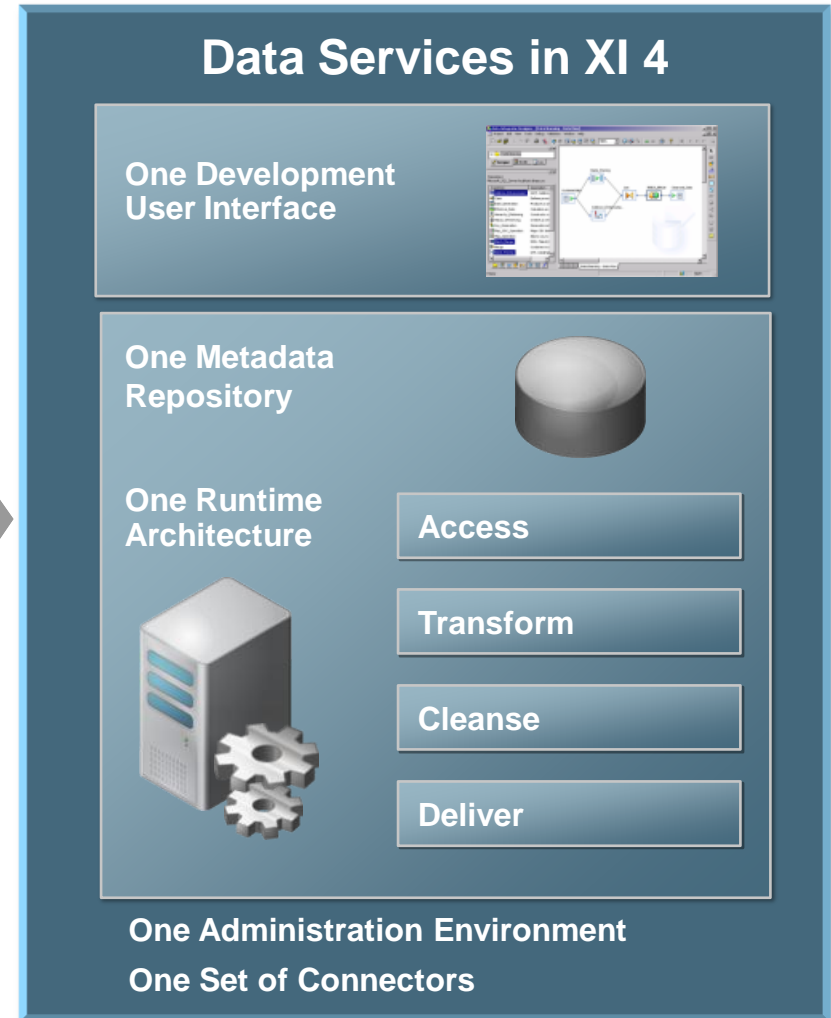 Data Services in XI 4
One Development
User Interface
One Metadata
Repository
One Runtime
Architecture
Access
Transform
Cleanse
Deliver
One Administration Environment
One Set of Connectors